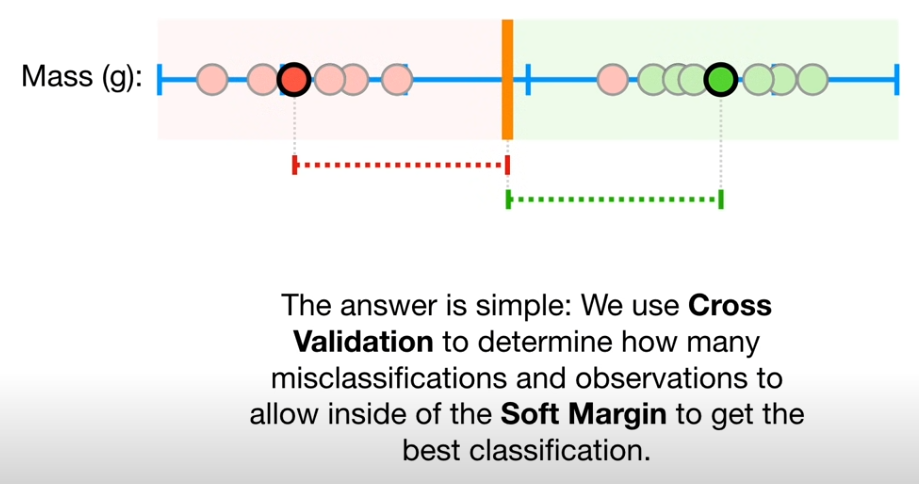 Mass (g):
The answer is simple: We use Cross
Validation to determine how many
misclassifications and observations to
allow inside of the Soft Margin to get the
best classification.